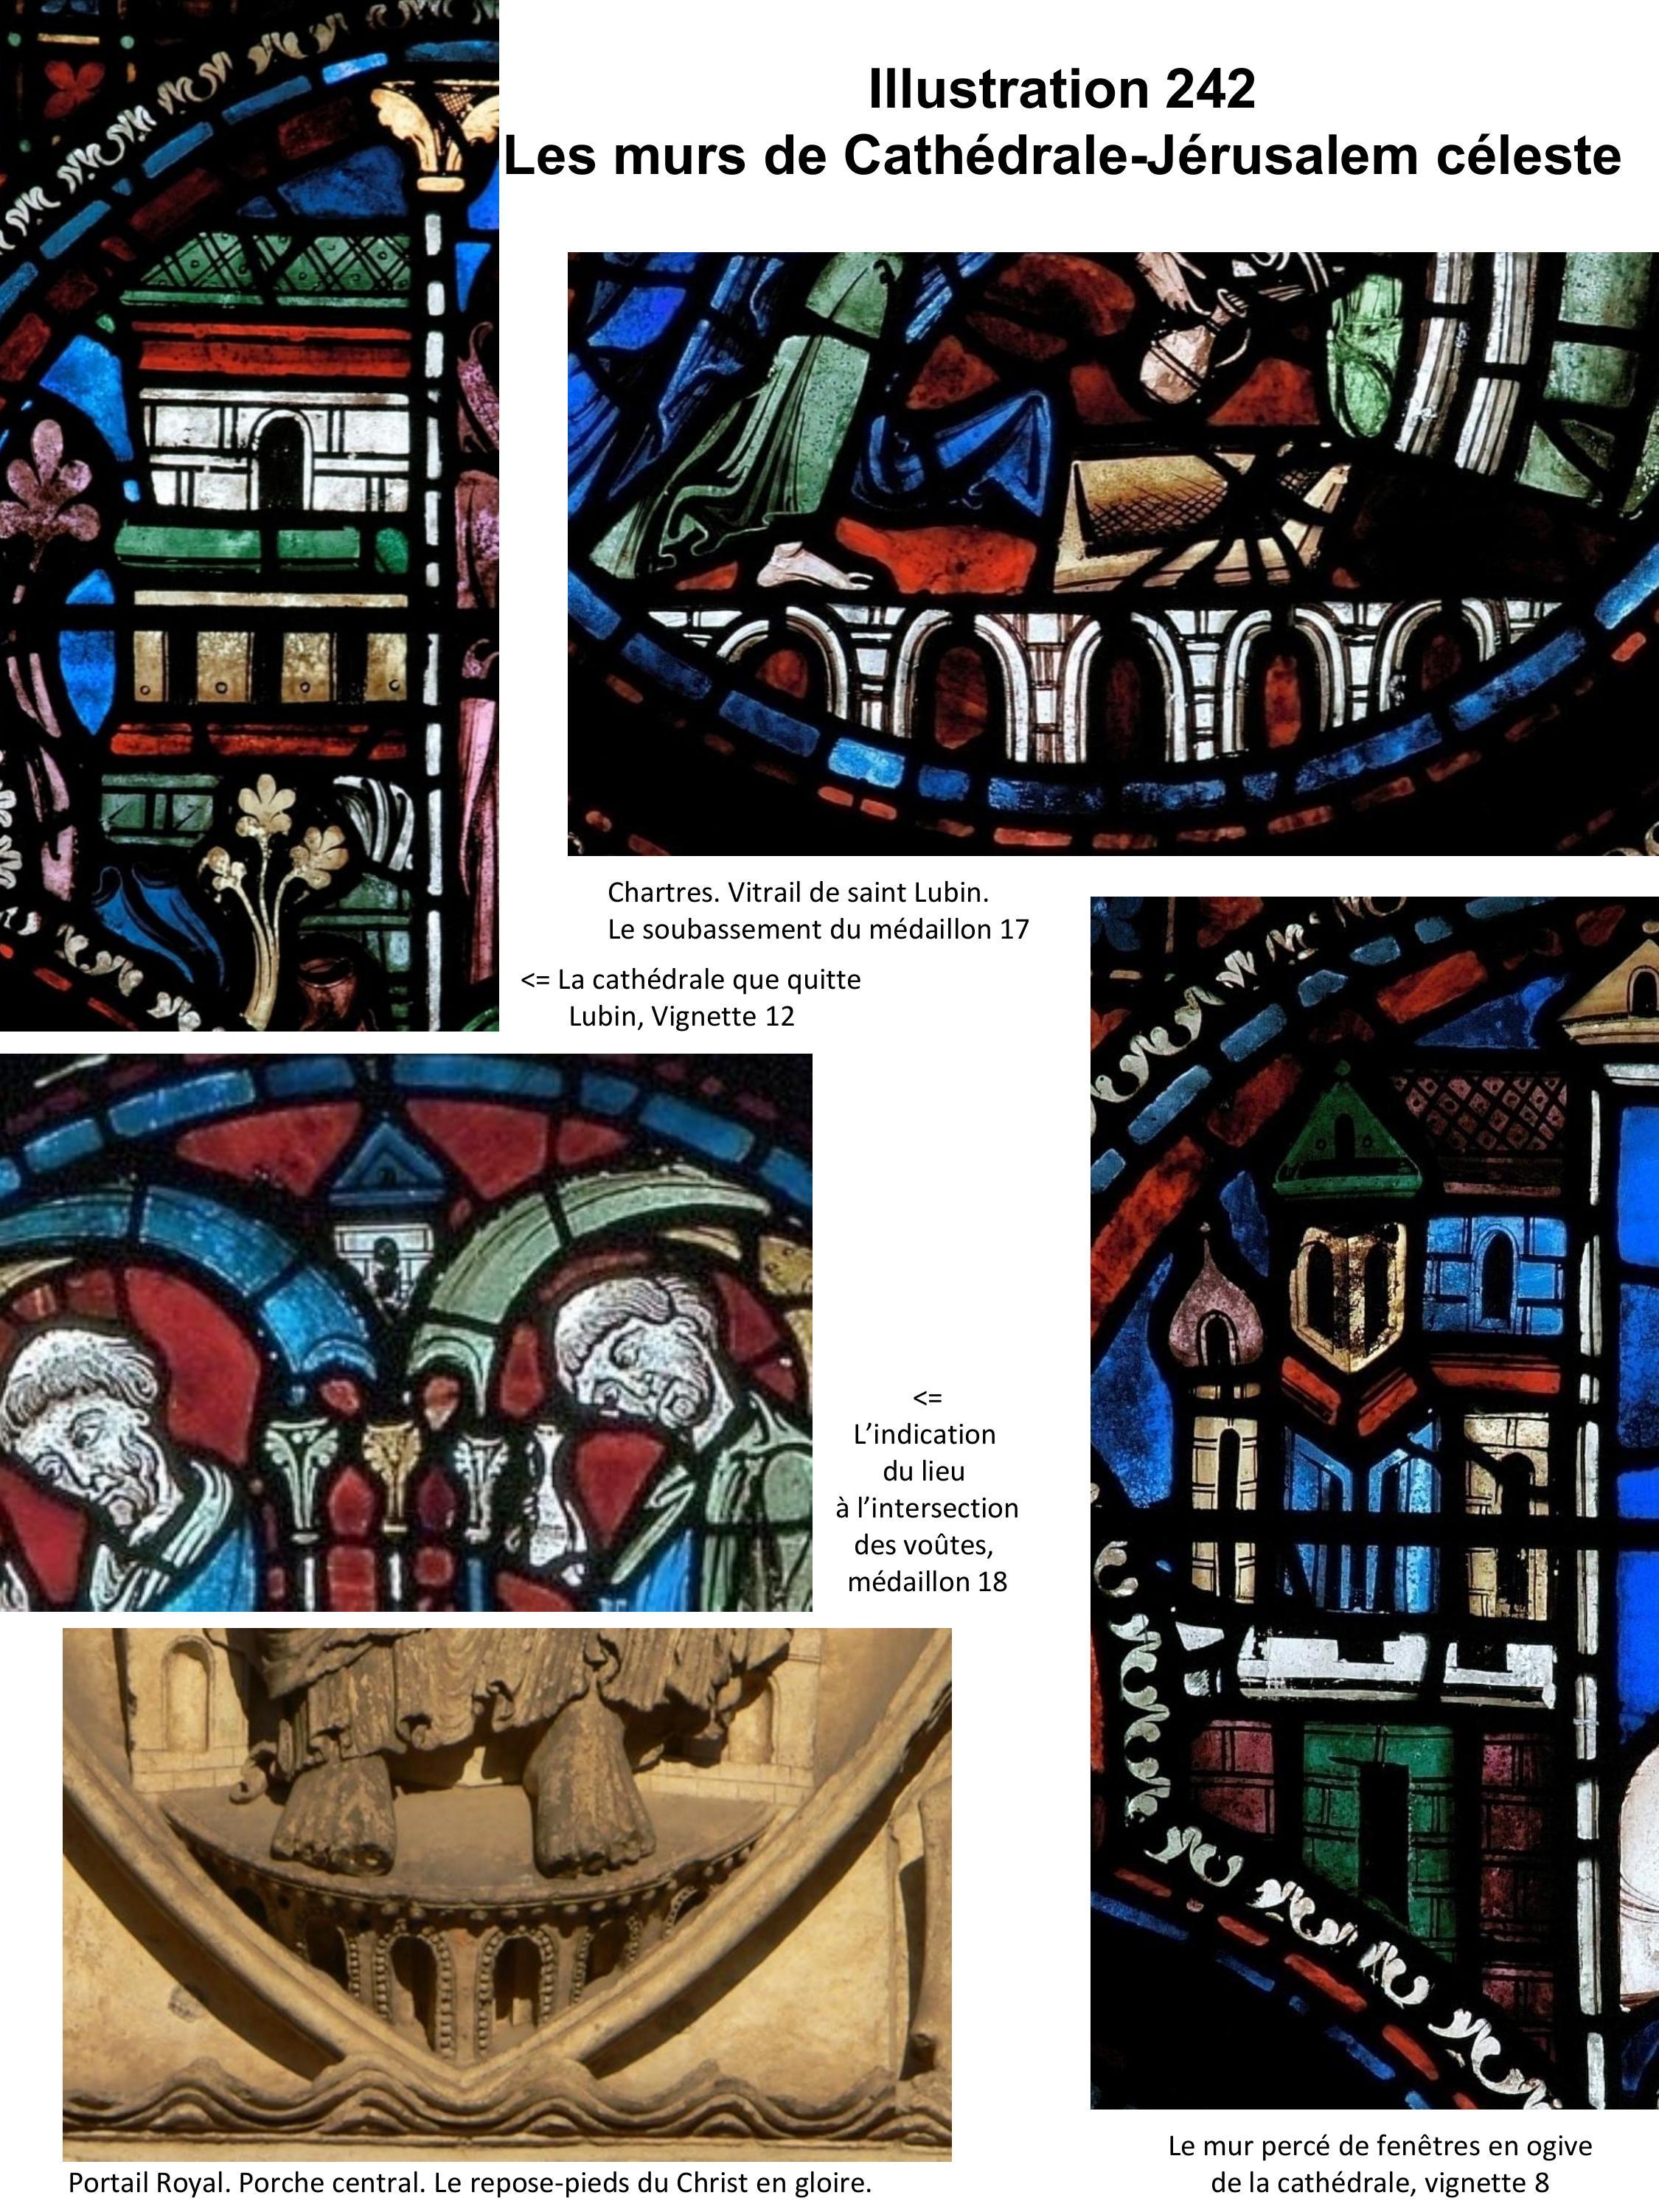 Illustration 242
Les murs de Cathédrale-Jérusalem céleste
Chartres. Vitrail de saint Lubin.
Le soubassement du médaillon 17
<= La cathédrale que quitte
Lubin, Vignette 12
<=
L’indication
du lieu
à l’intersection
des voûtes,
médaillon 18
Portail Royal. Porche central. Le repose-pieds du Christ en gloire.
Le mur percé de fenêtres en ogive
de la cathédrale, vignette 8